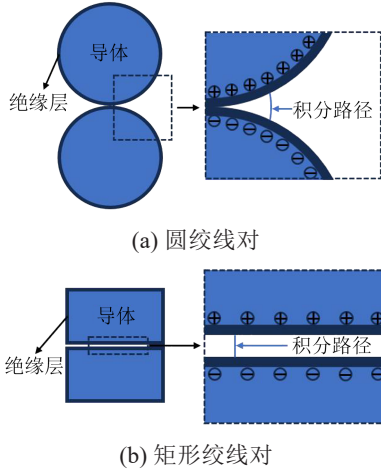 导体
绝缘层
积分路径
(a) 圆绞线对
导体
绝缘层
积分路径
(b) 矩形绞线对